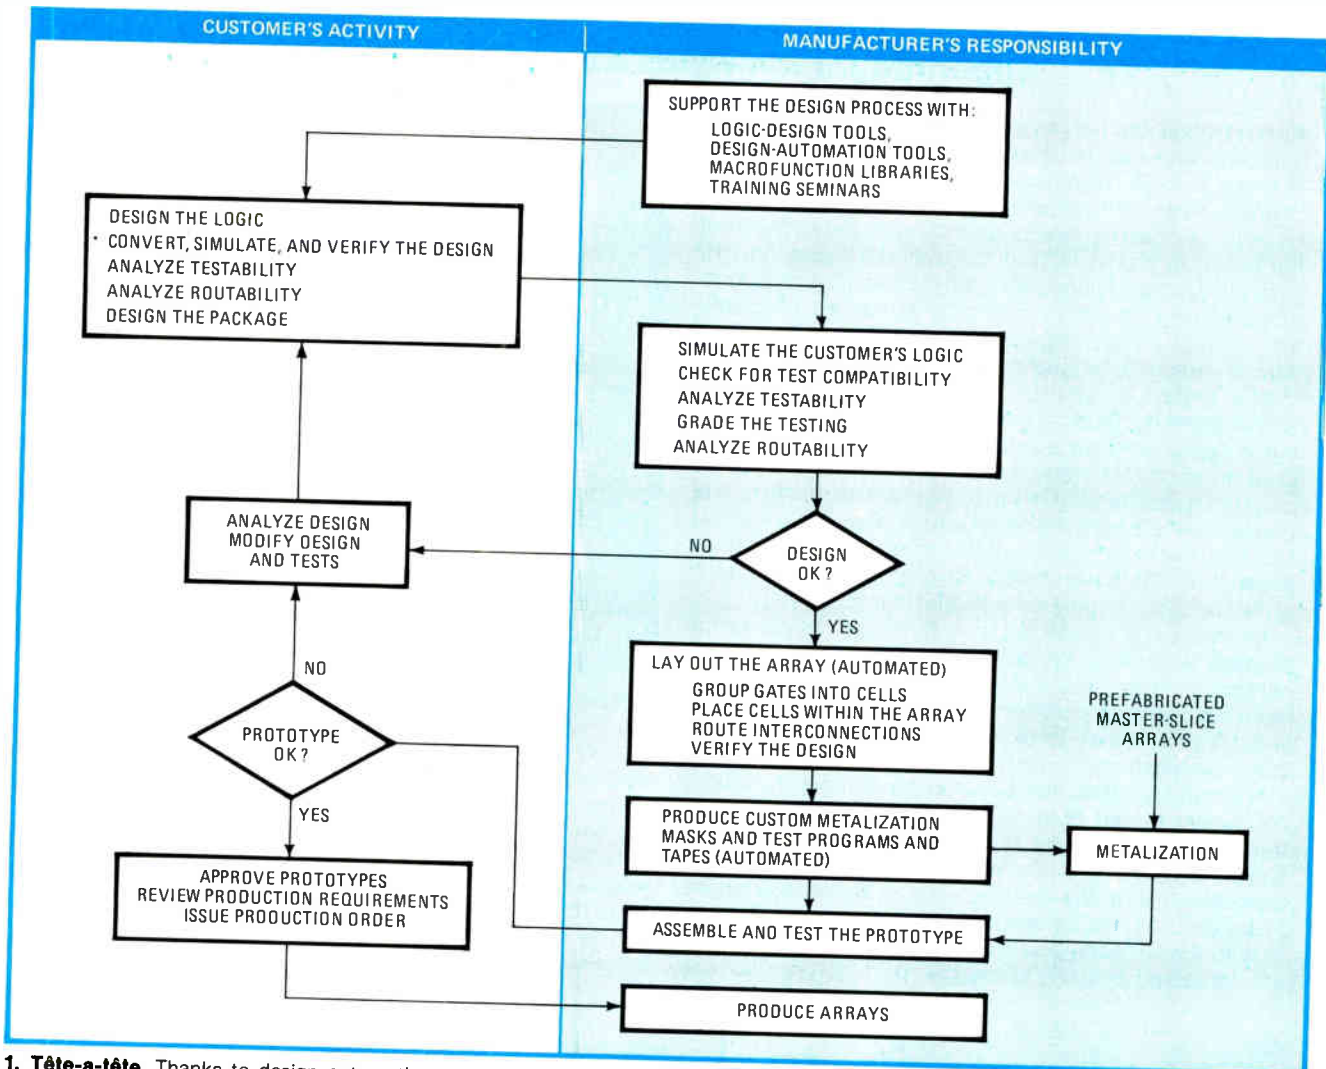 CUSTOMER'S ACTIVITY
MANUFACTURER'S RESPONSIBILITY
SUPPORT THE DESIGN PROCESS WITH:
LOGIC-DESIGN TOOLS,
DESIGN-AUTOMATION TOOLS,
MACROFUNCTION LIBRARIES,
TRAINING SEMINARS
DESIGN THE LOGIC
CONVERT, SIMULATE, AND VERIFY THE DESIGN
ANALYZE TESTABILITY
ANALYZE ROUTABILITY
DESIGN THE PACKAGE
SIMULATE THE CUSTOMER'S LOGIC
CHECK FOR TEST COMPATIBILITY
ANALYZE TESTABILITY
GRADE THE TESTING
ANALYZE ROUTABILITY
ANALYZE DESIGN
MODIFY DESIGN
AND TESTS
NO
DESIGN
OK?
YES
LAY OUT THE ARRAY (AUTOMATED)
GROUP GATES INTO CELLS
PLACE CELLS WITHIN THE ARRAY
ROUTE INTERCONNECTIONS
VERIFY THE DESIGN
PREFABRICATED
MASTER-SLICE
ARRAYS
NO
PROTOTYPE
OK?
YES
PRODUCE CUSTOM METALIZATION
MASKS AND TEST PROGRAMS AND
TAPES (AUTOMATED)
METALIZATION
APPROVE PROTOTYPES
REVIEW PRODUCTION REQUIREMENTS
ISSUE PRODUCTION ORDER
ASSEMBLE AND TEST THE PROTOTYPE
PRODUCE ARRAYS
1. Tête-a-tête. Thanks to design